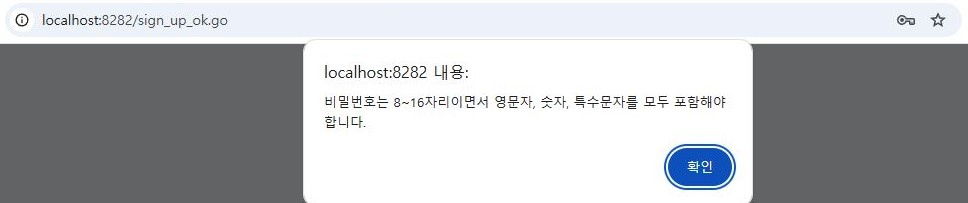 localhost:8282/sign_up_ok.go
localhost:8282 내용:
비밀번호는 8~16자리이면서 영문자, 숫자, 특수문자를 모두 포함해야
합니다.
확인